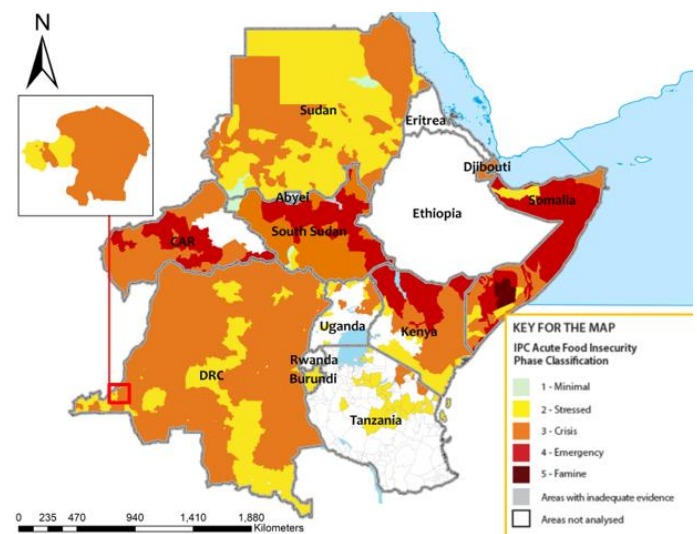 N
Sudan
Eritrea
Djibouti
Abyei
Ethiopia
Somalia
South Sudan
CAR
Uganda
Kenya
Rwanda
DRC
Burundi
Tanzania
KEY FOR THE MAP
IPC Acute Food Insecurity
Phase Classification
1 - Minimal
2 - Stressed
3 - Crisis
4 - Emergency
5 - Famine
Areas with inadequate evidence
Areas not analysed
0 235 470 940 1,410 1,880
Kilometers